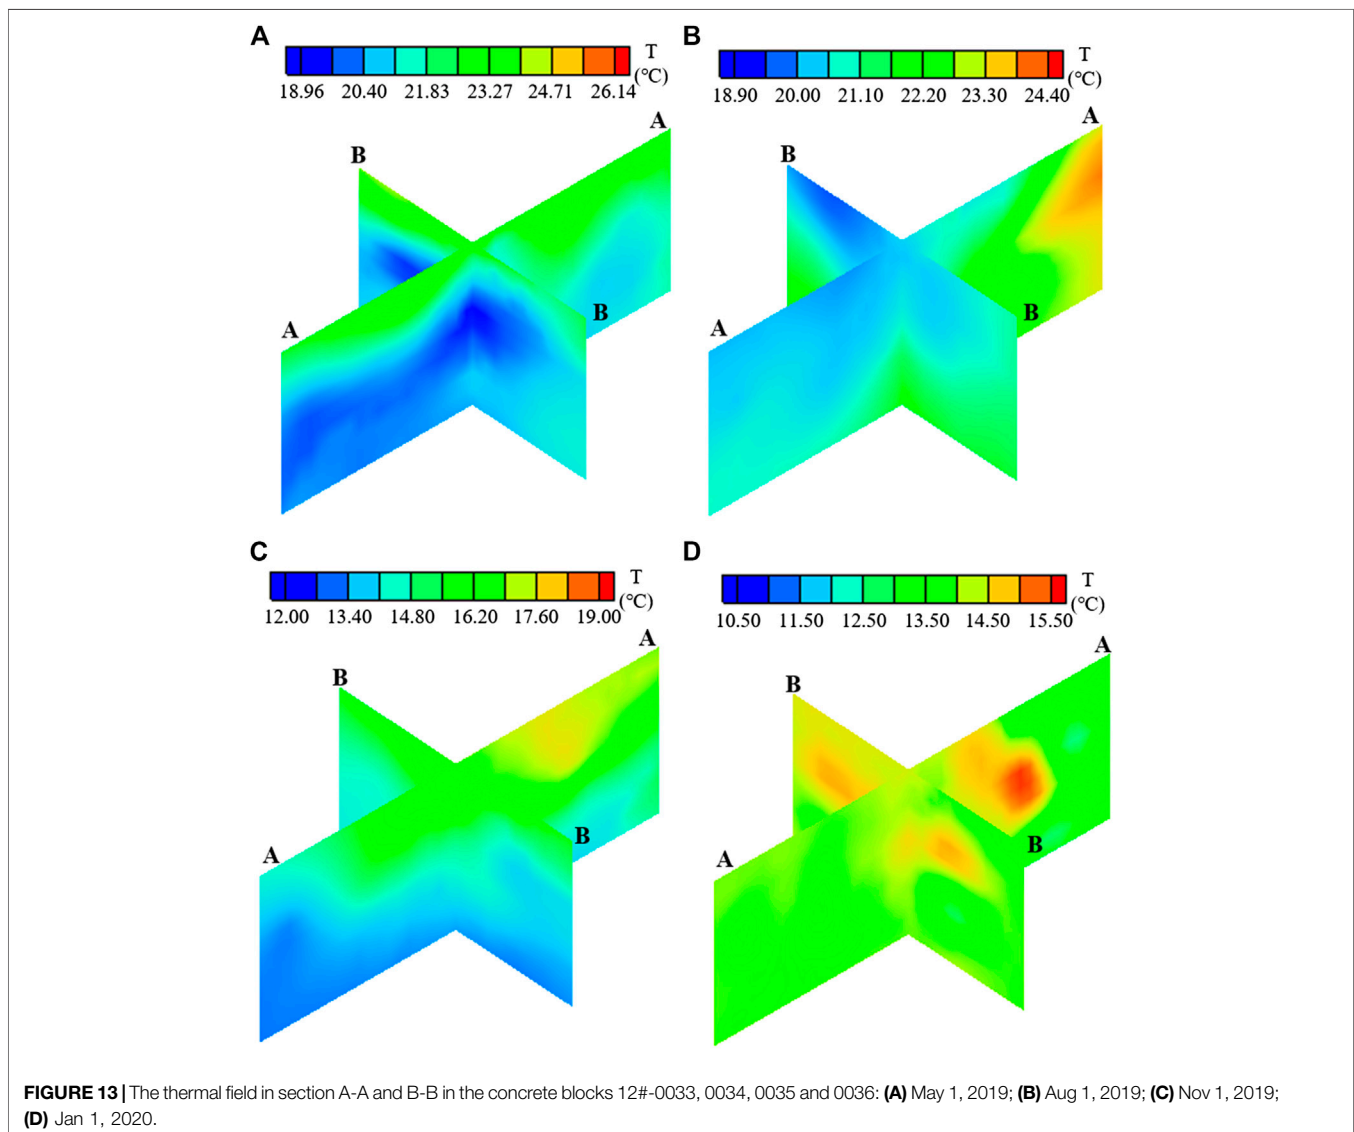 A
T
(°C)
18.96 20.40 21.83 23.27 24.71 26.14
A
B
A
B
B
T
(°C)
18.90 20.00 21.10 22.20 23.30 24.40
A
B
A
B
C
T
(°C)
12.00 13.40 14.80 16.20 17.60 19.00
A
B
A
B
D
T
(°C)
10.50 11.50 12.50 13.50 14.50 15.50
A
B
A
B
FIGURE 13 | The thermal field in section A-A and B-B in the concrete blocks 12#-0033, 0034, 0035 and 0036: (A) May 1, 2019; (B) Aug 1, 2019; (C) Nov 1, 2019;
(D) Jan 1, 2020.